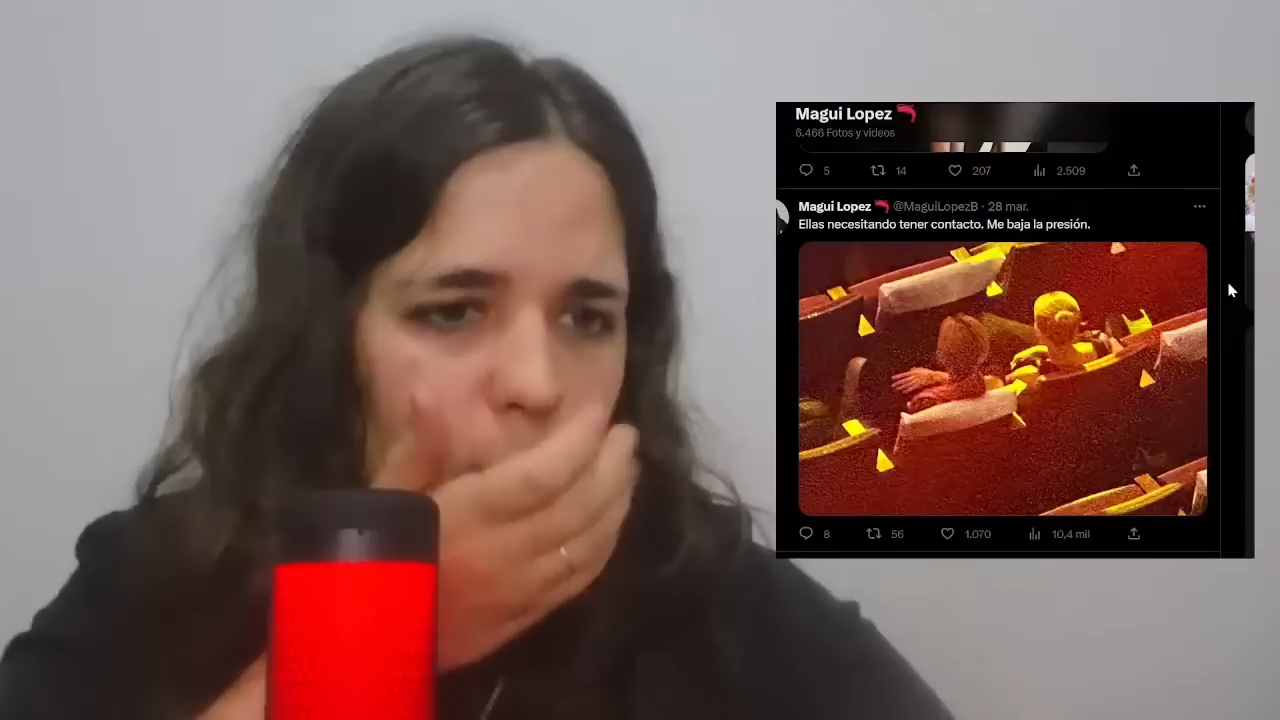 Magui Lopez
6.466 Fotos y videos
5 14 207 2.509
Magui Lopez @MaguiLopezB · 28 mar.
Ellas necesitando tener contacto. Me baja la presión.
8 56 1.070 10,4 mil